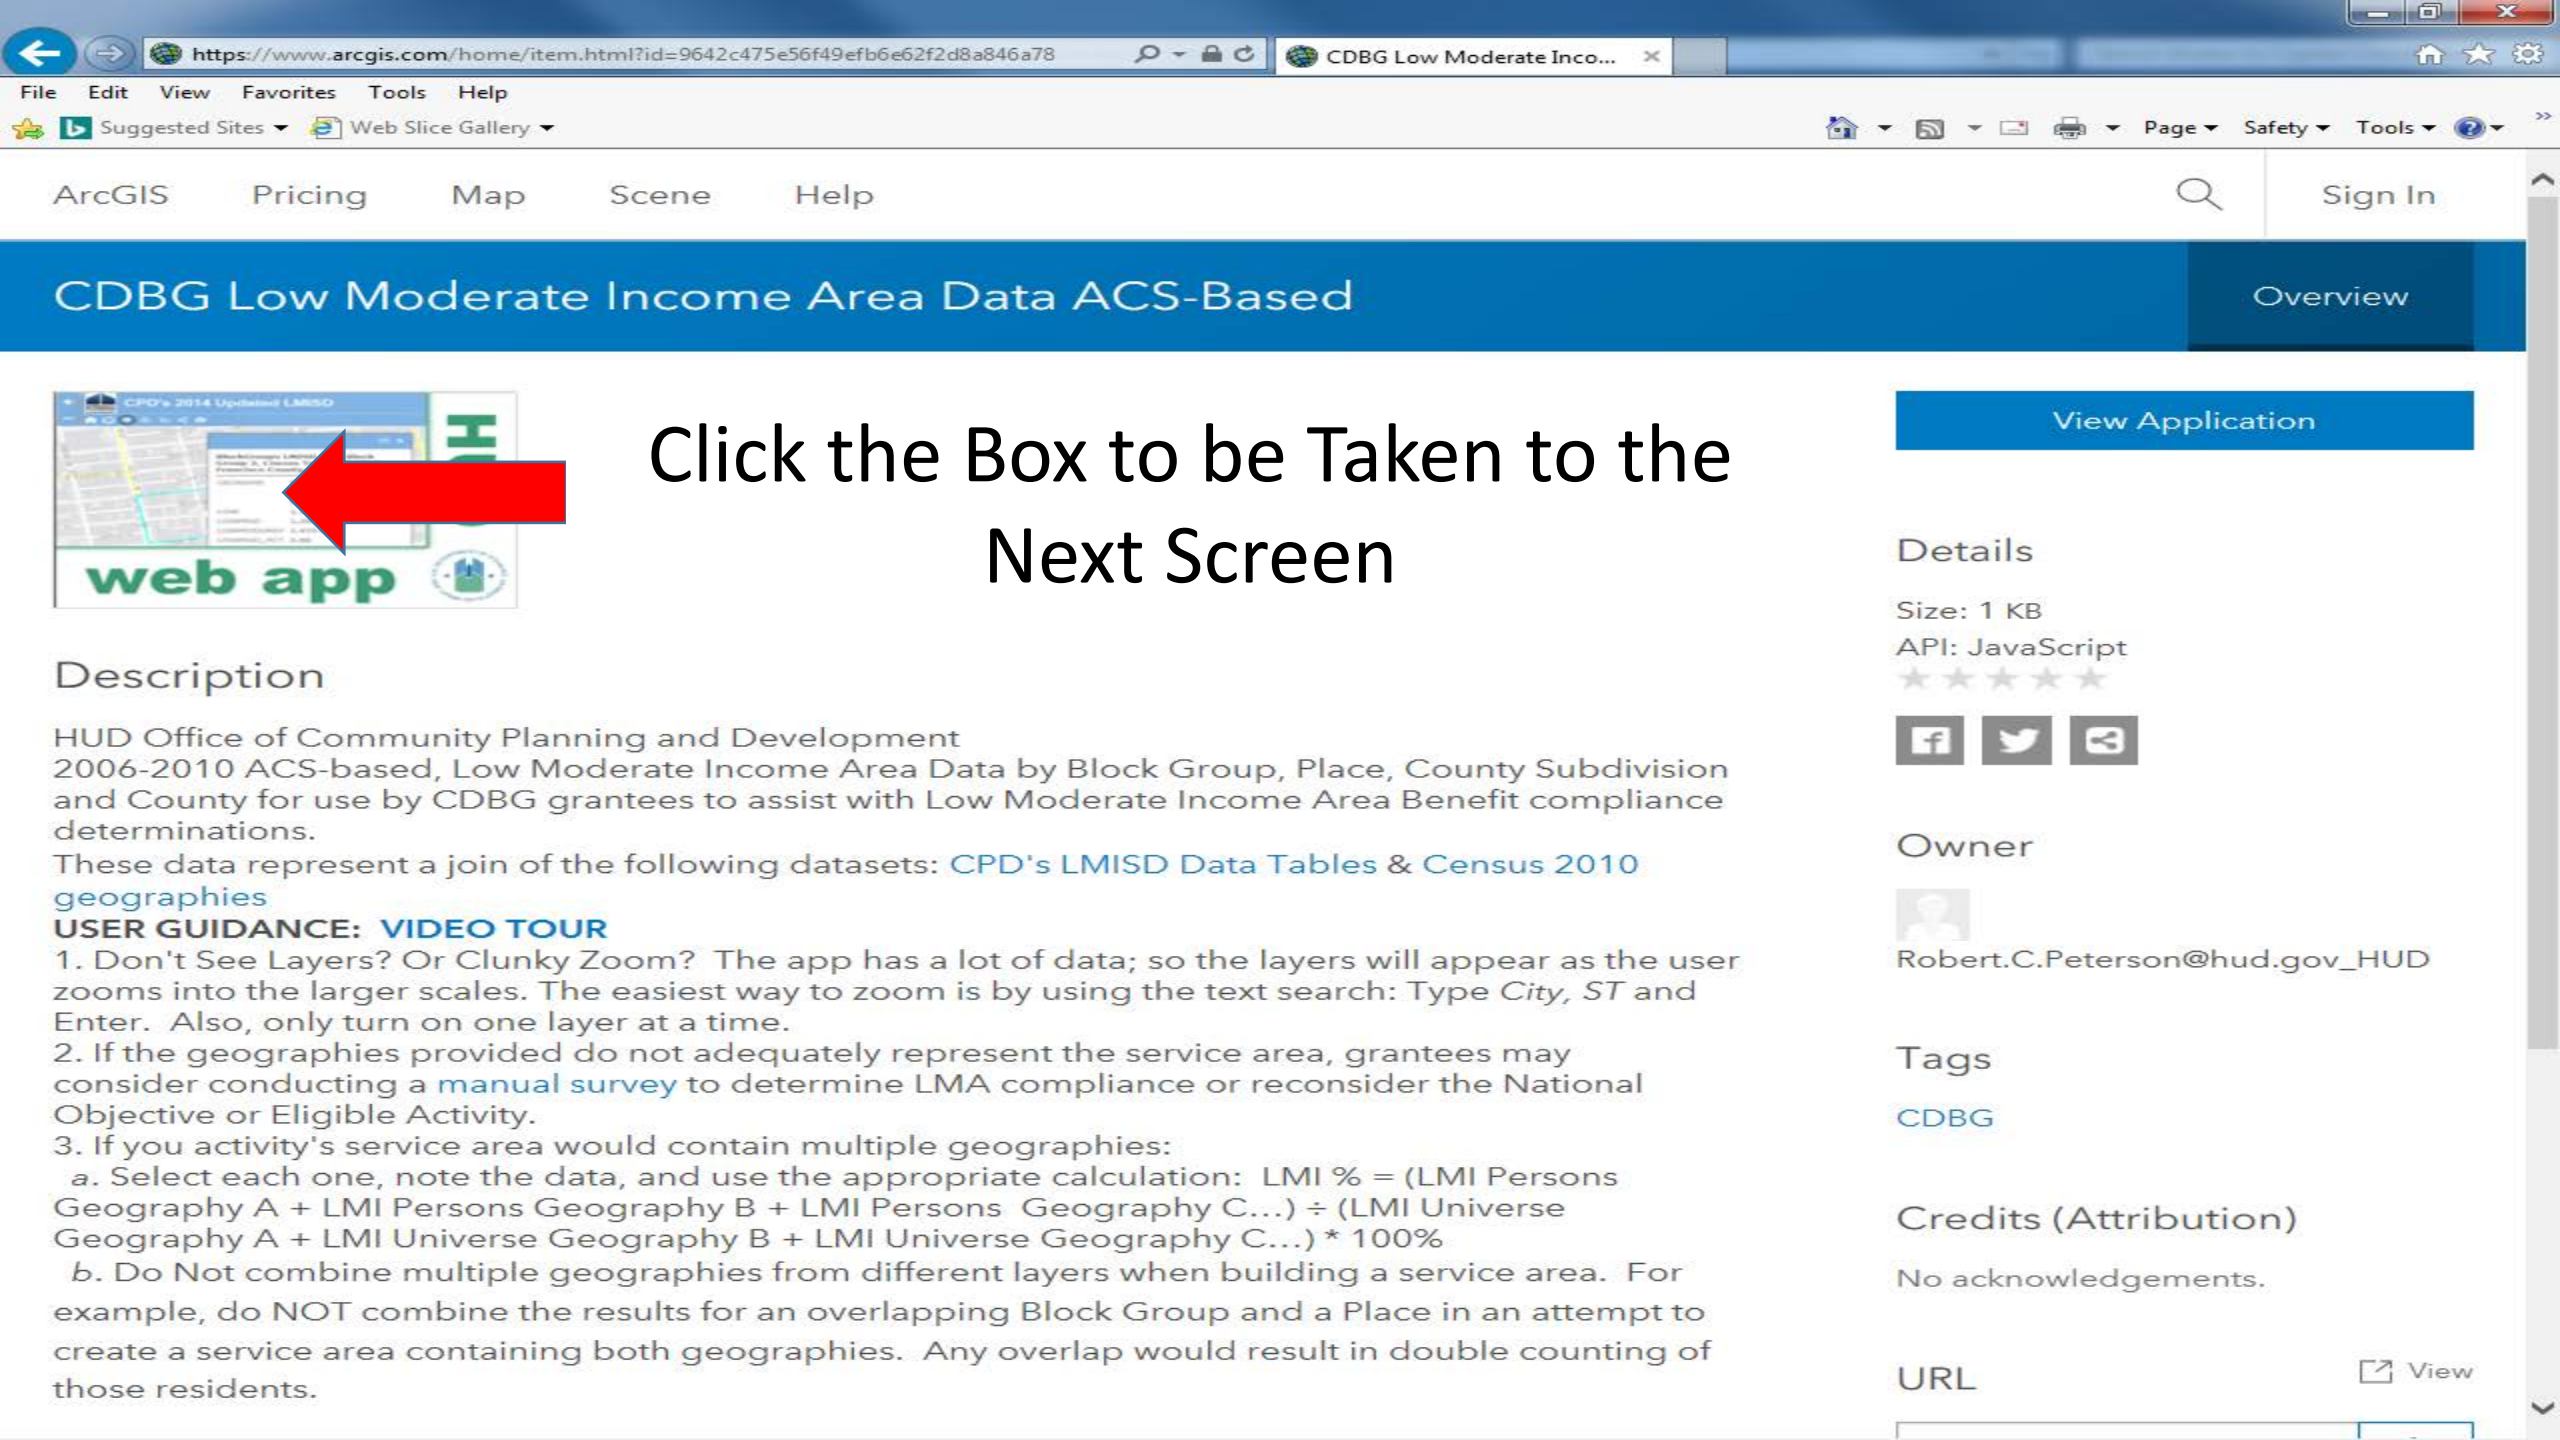 https://www.arcgis.com/home/item.html?id=9642c475e56f49efb6e62f2d8a846a78
CDBG Low Moderate Inco...
File Edit View Favorites Tools Help
Suggested Sites Web Slice Gallery
Page Safety Tools
ArcGIS Pricing Map Scene Help
Sign In
CDBG Low Moderate Income Area Data ACS-Based
Overview
CPD's 2014 Updated LMISD
web app
Click the Box to be Taken to the
Next Screen
View Application
Description
HUD Office of Community Planning and Development
2006-2010 ACS-based, Low Moderate Income Area Data by Block Group, Place, County Subdivision
and County for use by CDBG grantees to assist with Low Moderate Income Area Benefit compliance
determinations.
These data represent a join of the following datasets: CPD's LMISD Data Tables & Census 2010
geographies
USER GUIDANCE: VIDEO TOUR
1. Don't See Layers? Or Clunky Zoom? The app has a lot of data; so the layers will appear as the user
zooms into the larger scales. The easiest way to zoom is by using the text search: Type City, ST and
Enter. Also, only turn on one layer at a time.
2. If the geographies provided do not adequately represent the service area, grantees may
consider conducting a manual survey to determine LMA compliance or reconsider the National
Objective or Eligible Activity.
3. If you activity's service area would contain multiple geographies:
a. Select each one, note the data, and use the appropriate calculation: LMI % = (LMI Persons
Geography A + LMI Persons Geography B + LMI Persons Geography C...) ÷ (LMI Universe
Geography A + LMI Universe Geography B + LMI Universe Geography C...) * 100%
b. Do Not combine multiple geographies from different layers when building a service area. For
example, do NOT combine the results for an overlapping Block Group and a Place in an attempt to
create a service area containing both geographies. Any overlap would result in double counting of
those residents.
Details
Size: 1 KB
API: JavaScript
Owner
Robert.C.Peterson@hud.gov_HUD
Tags
CDBG
Credits (Attribution)
No acknowledgements.
URL
View